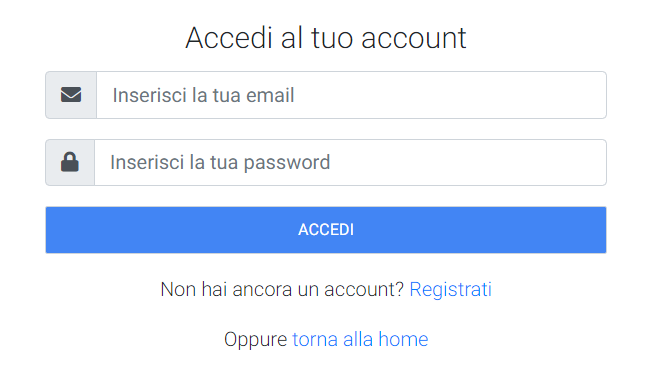 Accedi al tuo account
Inserisci la tua email
Inserisci la tua password
ACCEDI
Non hai ancora un account? Registrati
Oppure torna alla home